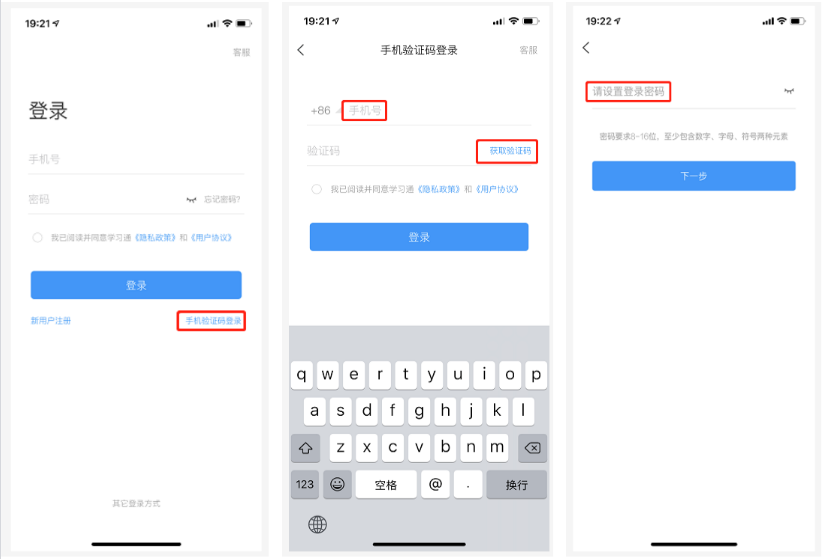 19:21
客服
登录
手机号
密码
忘记密码?
我已阅读并同意学习通《隐私政策》和《用户协议》
登录
新用户注册
手机验证码登录
其它登录方式
19:21
手机验证码登录
客服
+86
手机号
验证码
获取验证码
我已阅读并同意学习通《隐私政策》和《用户协议》
登录
q w e r t y u i o p
a s d f g h j k l
z x c v b n m
123 空格 @ . 换行
19:22
请设置登录密码
密码要求8-16位，至少包含数字、字母、符号两种元素
下一步